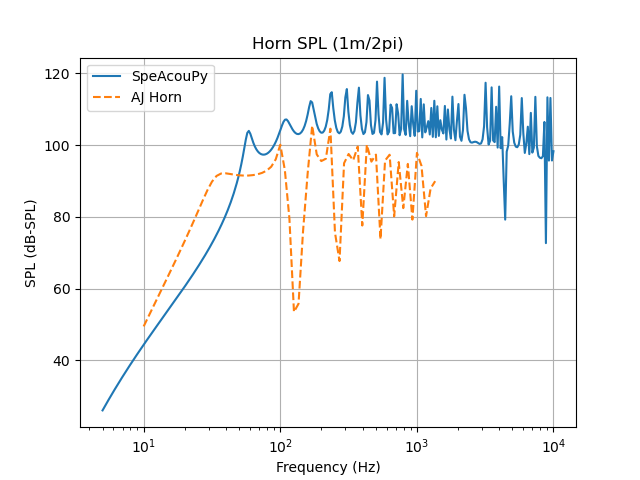 Horn SPL (1m/2pi)
SpeAcouPy
AJ Horn
120
100
80
60
40
SPL (dB-SPL)
10¹ 10² 10³ 10⁴
Frequency (Hz)